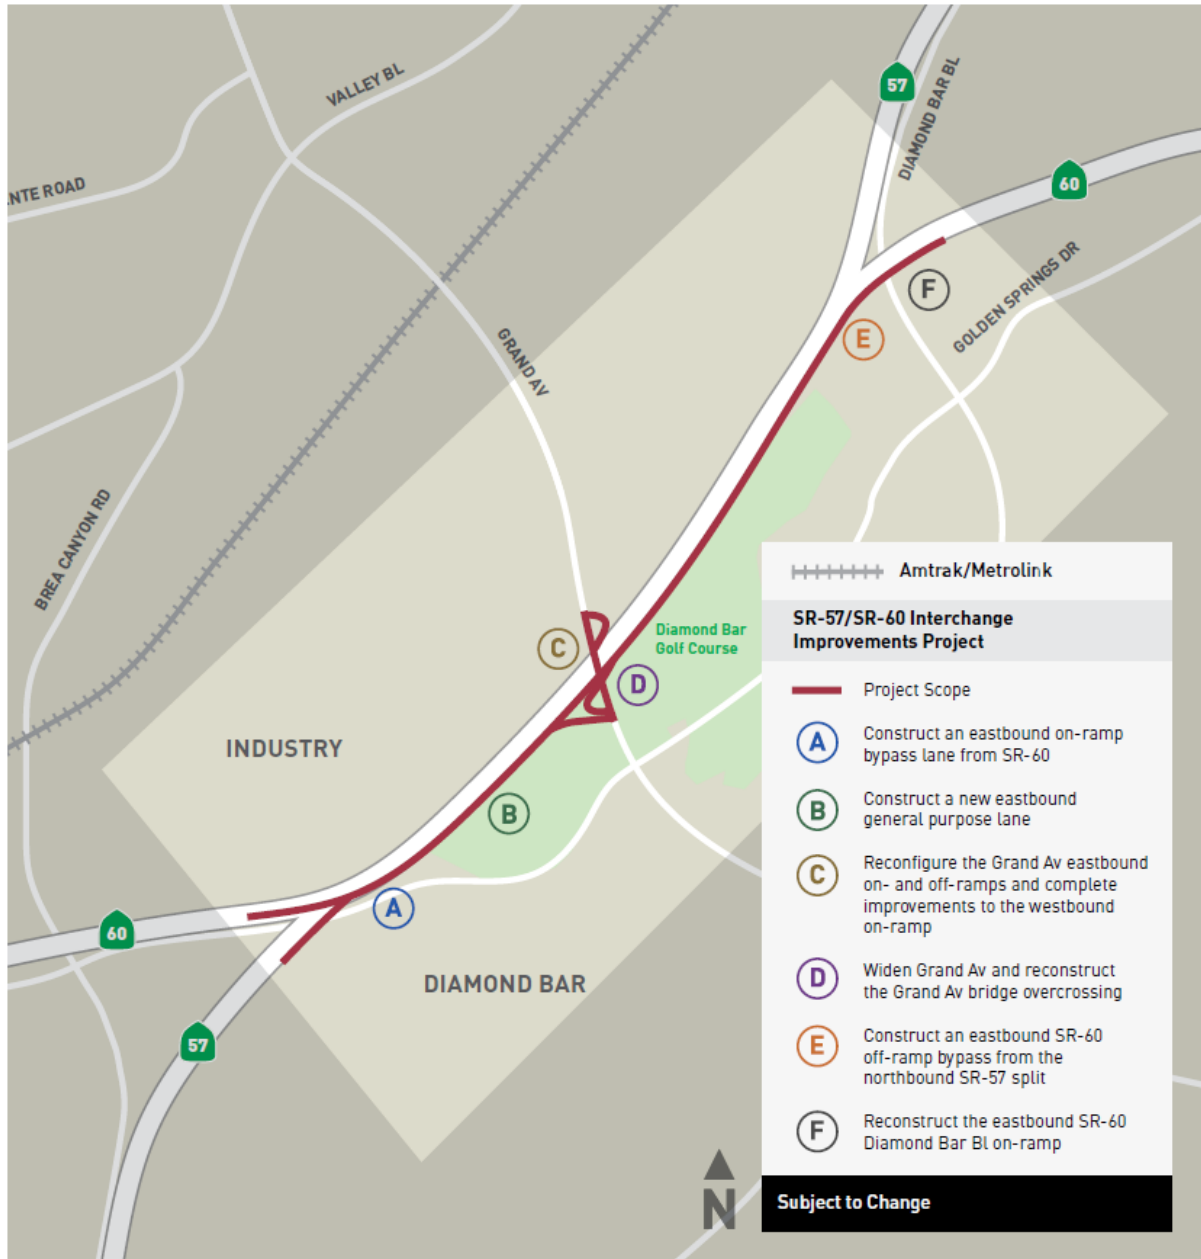 57
DIAMOND BAR BL
VALLEY BL
60
NTE ROAD
GOLDEN SPRINGS DR
F
E
GRAND AV
BREA CANYON RD
Diamond Bar
Golf Course
C
D
INDUSTRY
B
A
60
DIAMOND BAR
57
N
Amtrak/Metrolink
SR-57/SR-60 Interchange
Improvements Project
Project Scope
A
Construct an eastbound on-ramp
bypass lane from SR-60
B
Construct a new eastbound
general purpose lane
C
Reconfigure the Grand Av eastbound
on- and off-ramps and complete
improvements to the westbound
on-ramp
D
Widen Grand Av and reconstruct
the Grand Av bridge overcrossing
E
Construct an eastbound SR-60
off-ramp bypass from the
northbound SR-57 split
F
Reconstruct the eastbound SR-60
Diamond Bar Bl on-ramp
Subject to Change